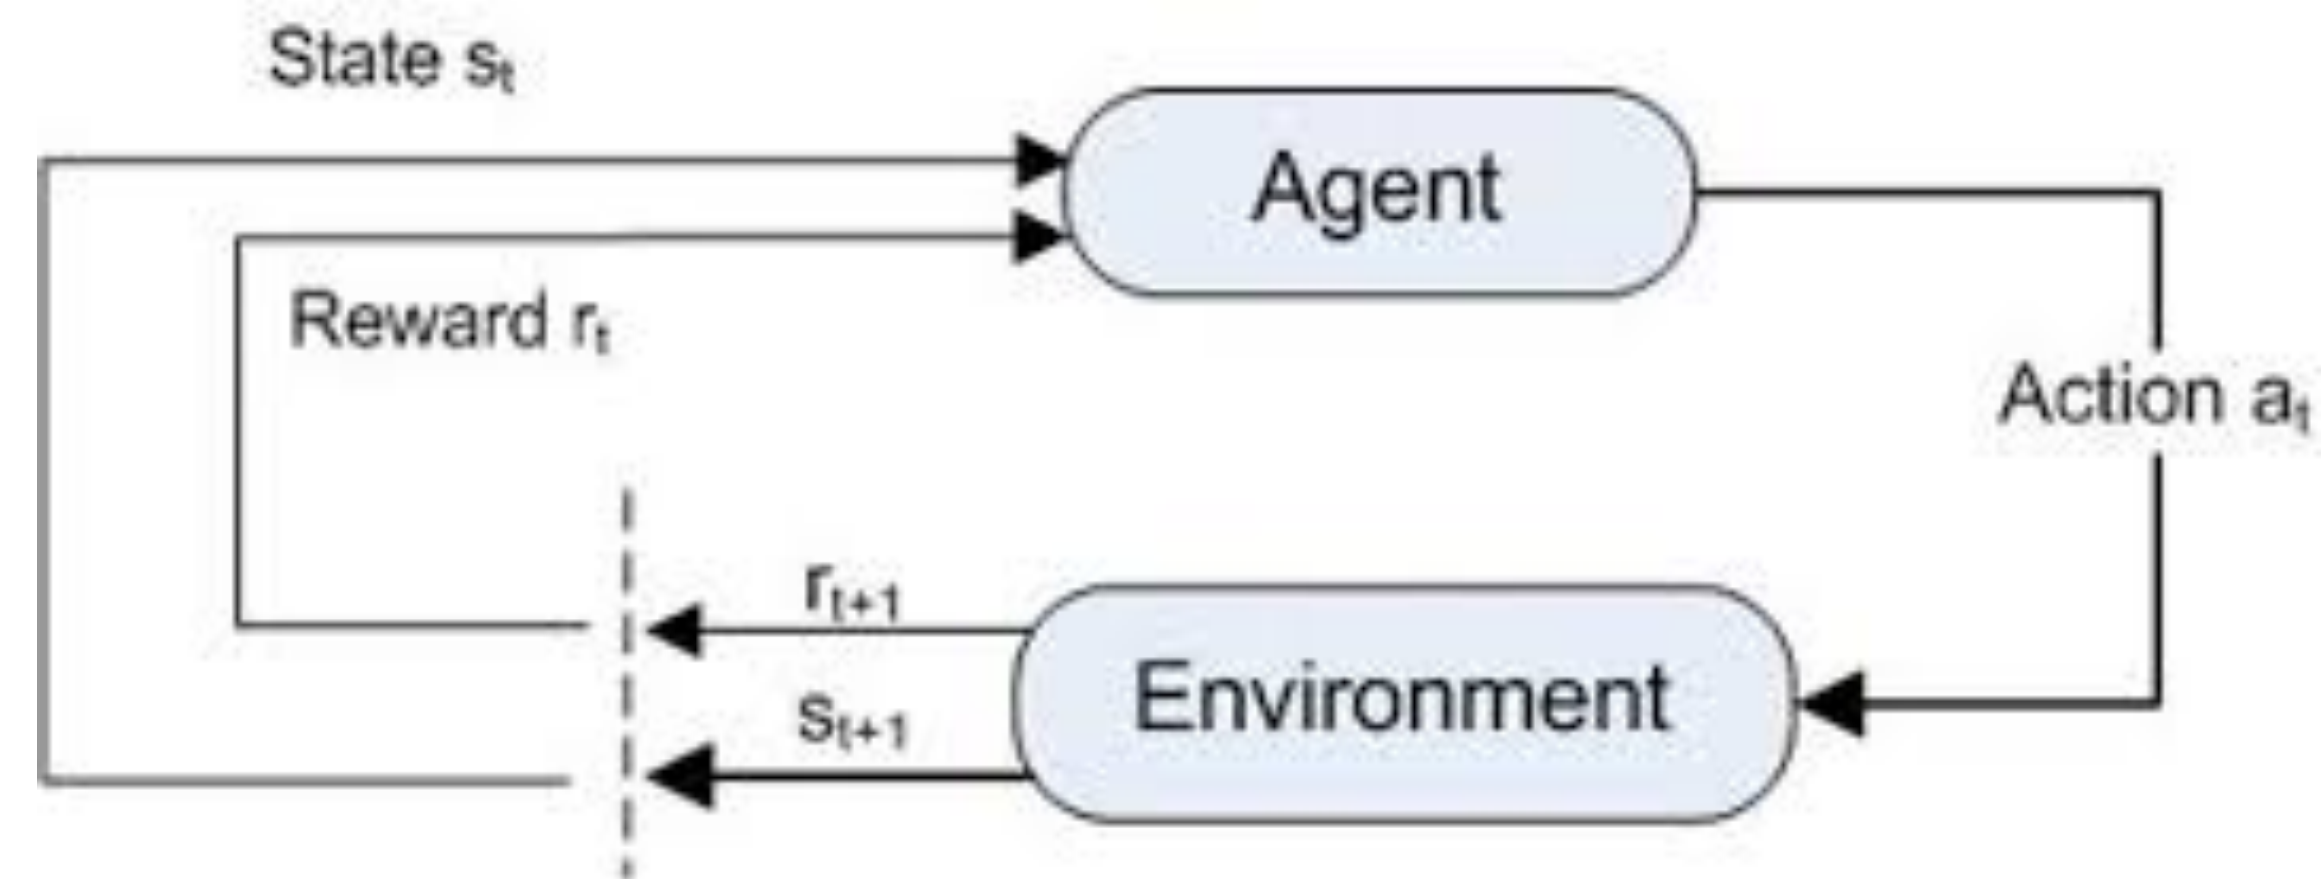 State st
Agent
Reward rt
Action at
rt+1
Environment
st+1